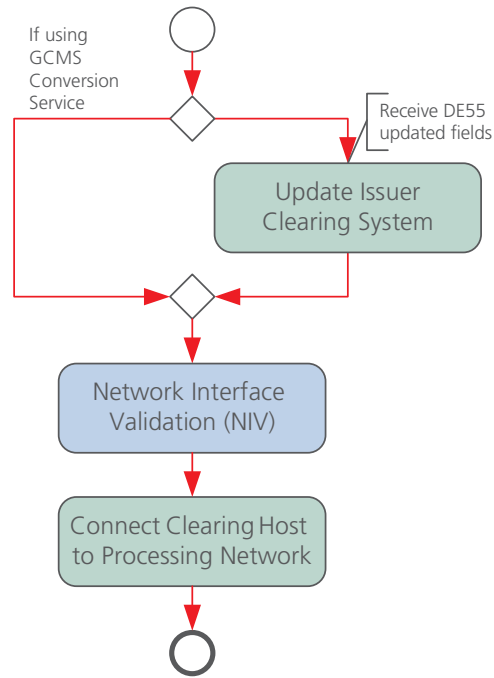 If using
GCMS
Conversion
Service
Receive DE55
updated fields
Update Issuer
Clearing System
Network Interface
Validation (NIV)
Connect Clearing Host
to Processing Network